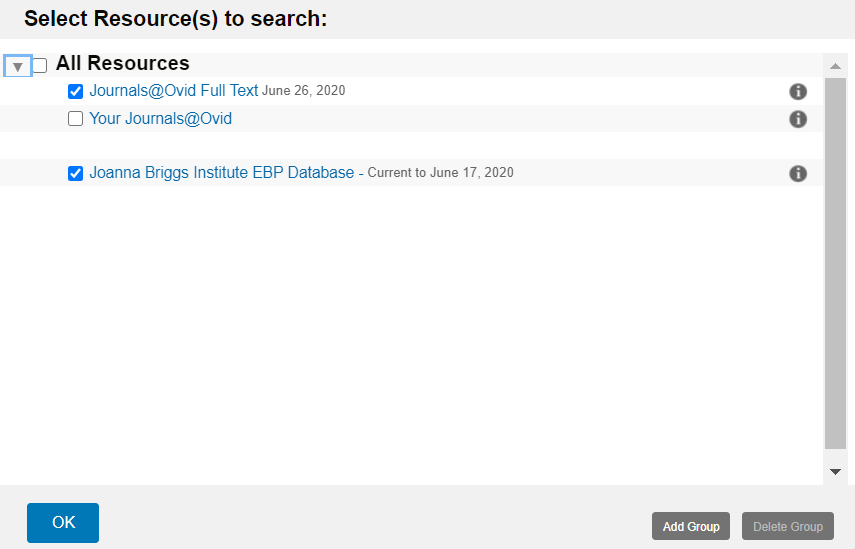 Select Resource(s) to search:
All Resources
Journals@Ovid Full Text June 26, 2020
Your Journals@Ovid
Joanna Briggs Institute EBP Database - Current to June 17, 2020
OK
Add Group
Delete Group